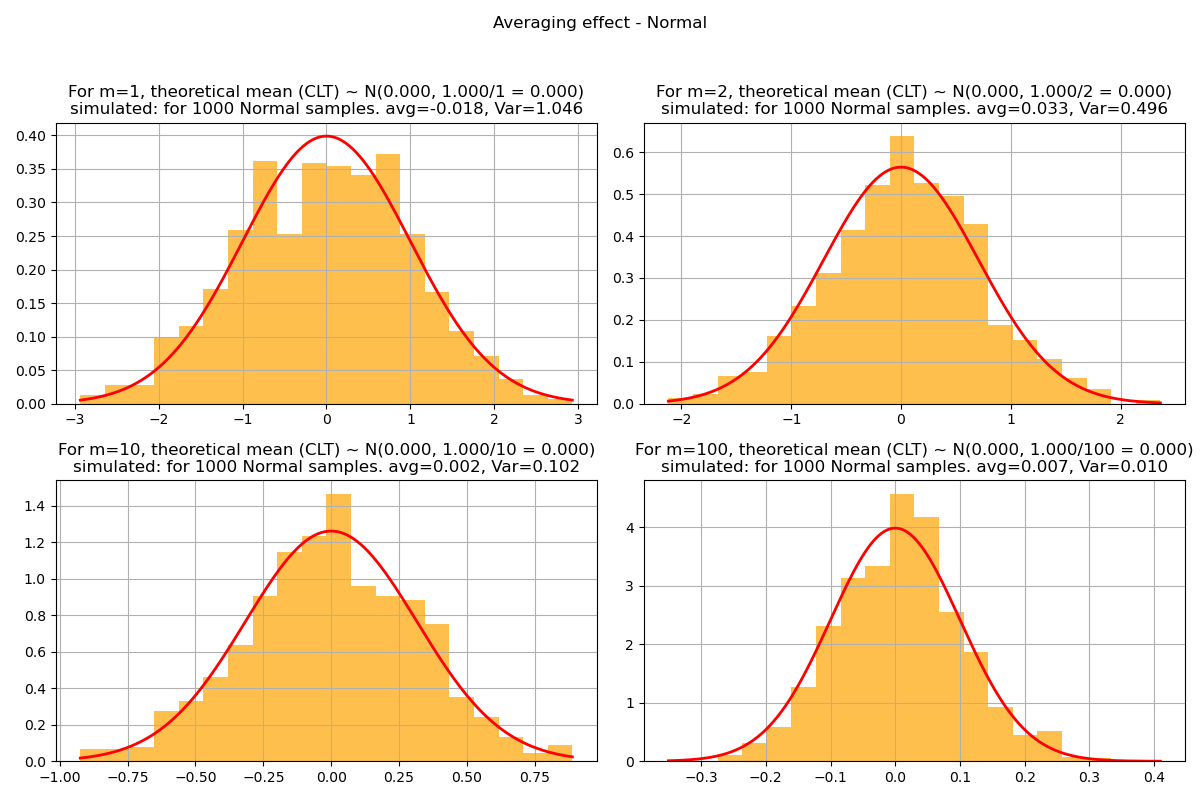 Averaging effect - Normal
For m=1, theoretical mean (CLT) ~ N(0.000, 1.000/1 = 0.000)
simulated: for 1000 Normal samples. avg=-0.018, Var=1.046
0.40
0.35
0.30
0.25
0.20
0.15
0.10
0.05
0.00
−3 −2 −1 0 1 2 3
For m=2, theoretical mean (CLT) ~ N(0.000, 1.000/2 = 0.000)
simulated: for 1000 Normal samples. avg=0.033, Var=0.496
0.6
0.5
0.4
0.3
0.2
0.1
0.0
−2 −1 0 1 2
For m=10, theoretical mean (CLT) ~ N(0.000, 1.000/10 = 0.000)
simulated: for 1000 Normal samples. avg=0.002, Var=0.102
1.4
1.2
1.0
0.8
0.6
0.4
0.2
0.0
−1.00 −0.75 −0.50 −0.25 0.00 0.25 0.50 0.75
For m=100, theoretical mean (CLT) ~ N(0.000, 1.000/100 = 0.000)
simulated: for 1000 Normal samples. avg=0.007, Var=0.010
4
3
2
1
0
−0.3 −0.2 −0.1 0.0 0.1 0.2 0.3 0.4